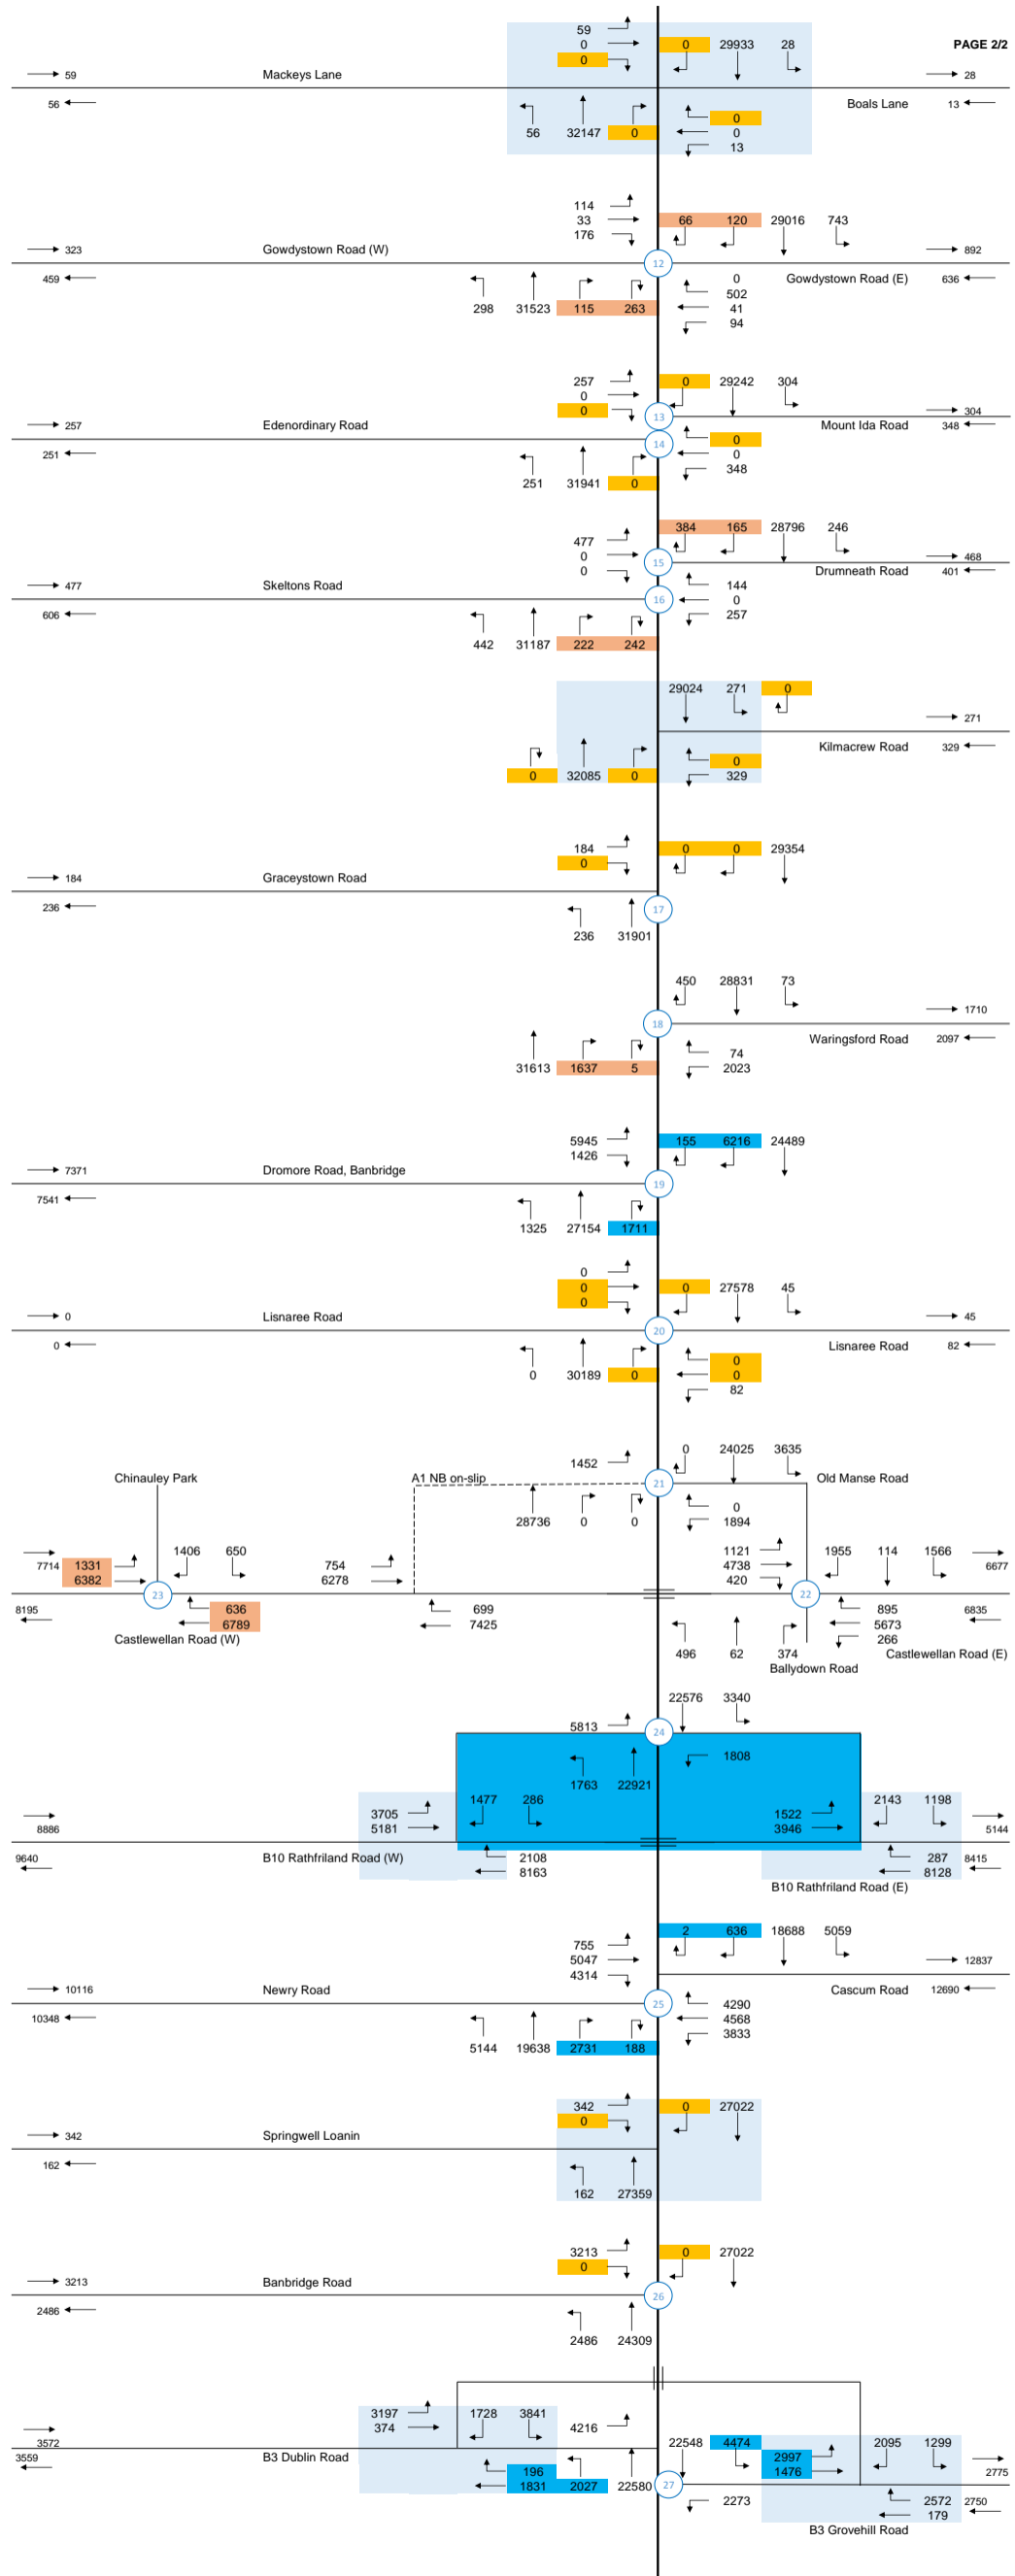 59
0 0 29933 28 PAGE 2/2
0
59 Mackeys Lane 28
56 Boals Lane 13
0
56 32147 0 0
13
114
33 66 120 29016 743
176
323 Gowdystown Road (W) 892
12
459 0 Gowdystown Road (E) 636
502
298 31523 115 263 41
94
257 0 29242 304
0
0 304
13
257 Edenordinary Road Mount Ida Road 348
0
14
251 0
348
251 31941 0
384 165 28796 246
477
0 468
15
0 Drumneath Road 401
477 Skeltons Road 144
16
606 0
257
442 31187 222 242
29024 271 0
271
Kilmacrew Road 329
0
0 32085 0 329
184 0 0 29354
0
184 Graceystown Road
236 17
236 31901
450 28831 73
1710
18
Waringsford Road 2097
74
31613 1637 5 2023
5945 155 6216 24489
1426
7371 Dromore Road, Banbridge
19
7541
1325 27154 1711
0
0 0 27578 45
0
0 Lisnaree Road 45
20
0 Lisnaree Road 82
0
0 30189 0 0
82
0 24025 3635
1452
Chinauley Park A1 NB on-slip 21 Old Manse Road
0
28736 0 0 1894
1406 650 1121 1955 114 1566
7714 1331 754 4738 6677
6382 6278 420
23 22
8195 636 699 895 6835
6789 7425 5673
Castlewellan Road (W) 266
496 62 374 Castlewellan Road (E)
Ballydown Road
22576 3340
5813 24
1808
1763 22921
1477 286 2143 1198
3705 1522
8886 5181 3946 5144
9640 B10 Rathfriland Road (W) 2108 287 8415
8163 8128
B10 Rathfriland Road (E)
2 636 18688 5059
755
5047 12837
4314
10116 Newry Road Cascum Road 12690
25 4290
10348 4568
3833
5144 19638 2731 188
342 0 27022
0
342 Springwell Loanin
162
162 27359
3213 0 27022
0
3213 Banbridge Road
26
2486
2486 24309
3197 1728 3841
374 4216
3572 22548 4474 2095 1299
3559 B3 Dublin Road 2997
196 1476 2775
1831 2027 22580 27
2273 2572 2750
179
B3 Grovehill Road